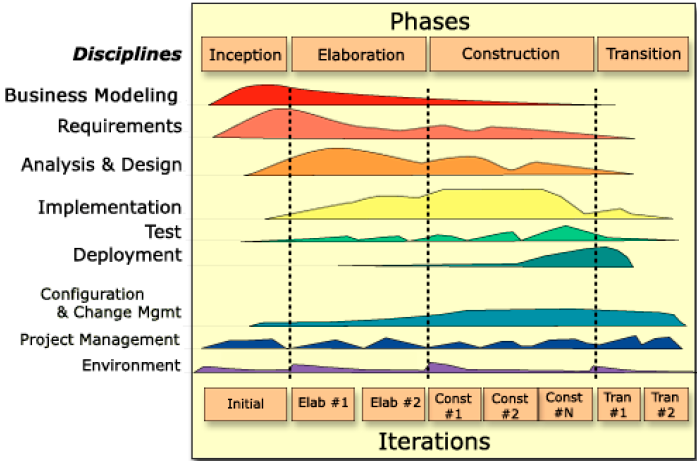 Phases
Disciplines
Inception
Elaboration
Construction
Transition
Business Modeling
Requirements
Analysis & Design
Implementation
Test
Deployment
Configuration
& Change Mgmt
Project Management
Environment
Initial
Elab #1
Elab #2
Const
#1
Const
#2
Const
#N
Tran
#1
Tran
#2
Iterations